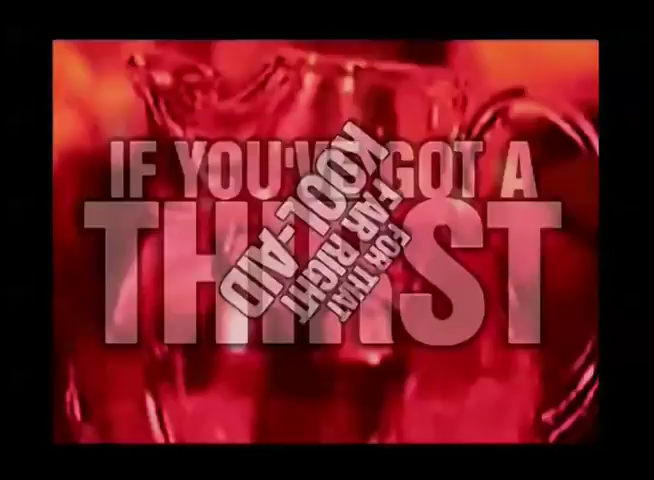 IF YOU'VE GOT A
THIRST
FOR THAT
FAR RIGHT
KOOL-AID